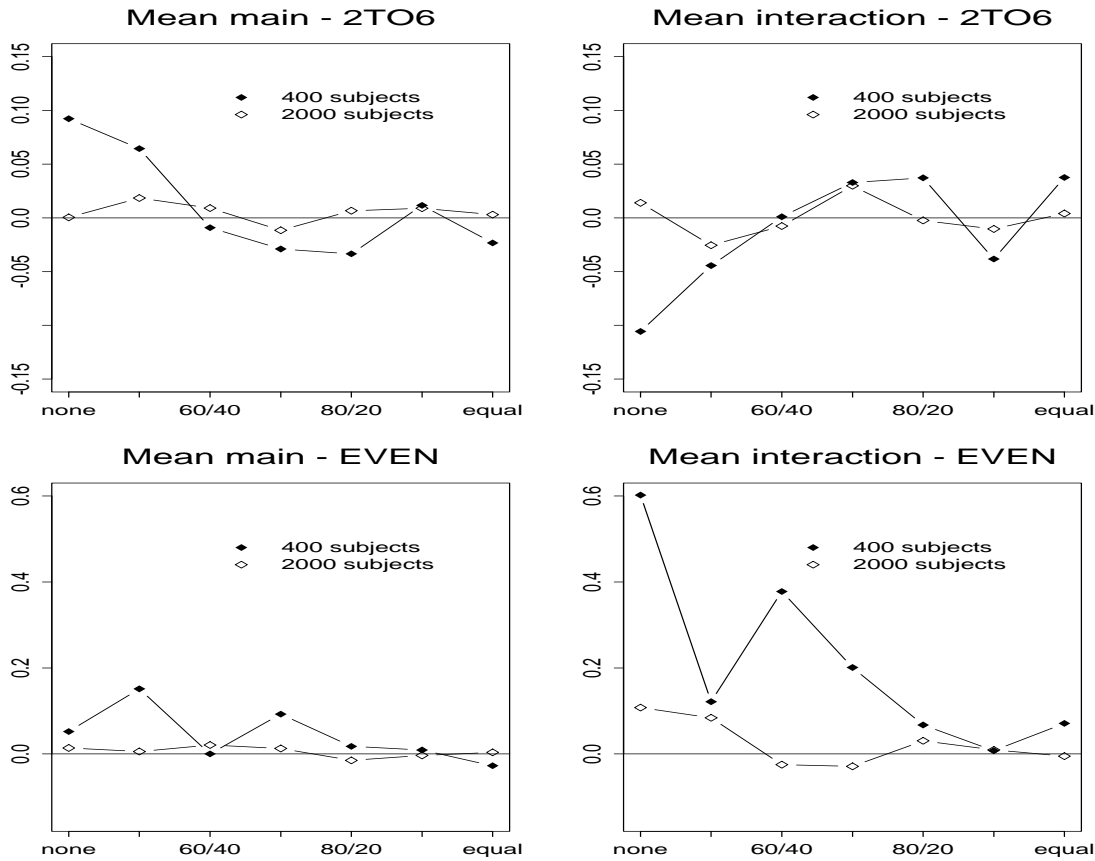 Mean main - 2TO6
0.15
0.10
0.05
0.0
-0.05
-0.15
400 subjects
2000 subjects
none
60/40
80/20
equal
Mean interaction - 2TO6
0.15
0.10
0.05
0.0
-0.05
-0.15
400 subjects
2000 subjects
none
60/40
80/20
equal
Mean main - EVEN
0.6
0.4
0.2
0.0
400 subjects
2000 subjects
none
60/40
80/20
equal
Mean interaction - EVEN
0.6
0.4
0.2
0.0
400 subjects
2000 subjects
none
60/40
80/20
equal